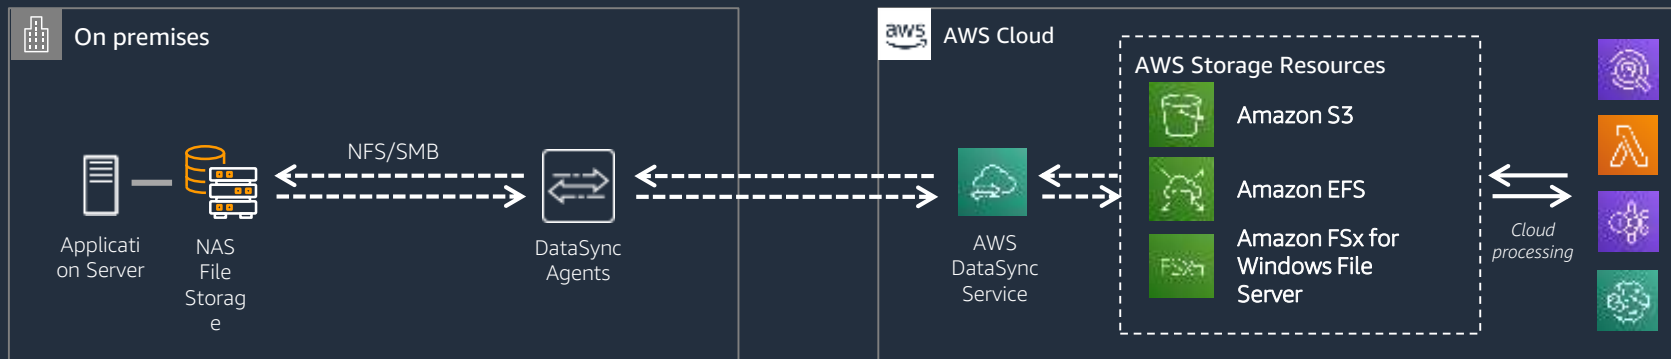 On premises
aws
AWS Cloud
AWS Storage Resources
Amazon S3
NFS/SMB
Amazon EFS
Applicati
on Server
NAS
File
Storag
e
DataSync
Agents
AWS
DataSync
Service
Amazon FSx for
Windows File
Server
FSx
Cloud
processing